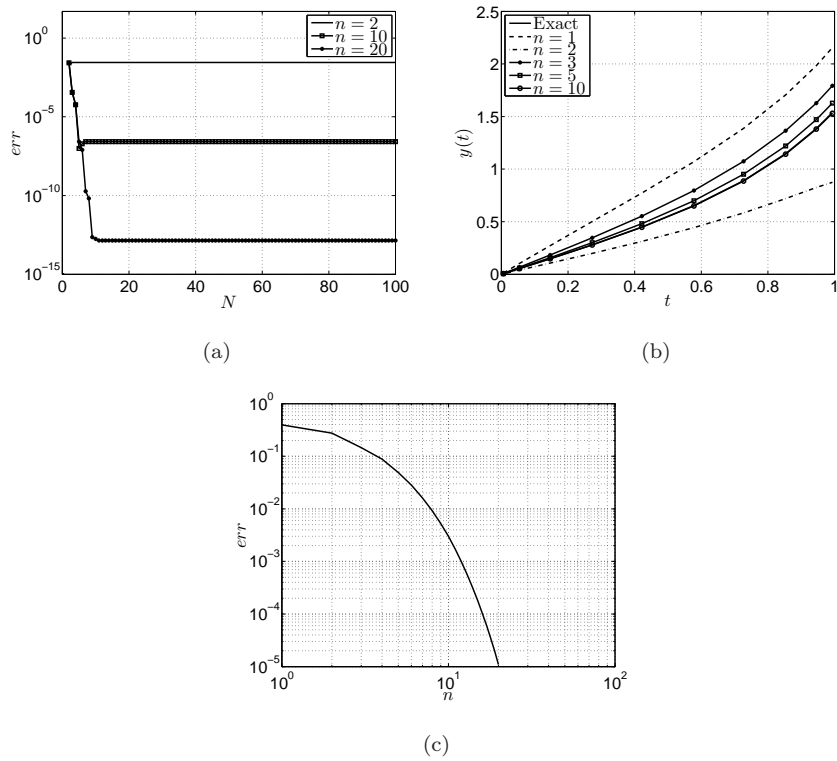 n = 2
n = 10
n = 20
10^0
10^-5
10^-10
10^-15
err
0
20
40
60
80
100
N
(a)
Exact
n = 1
n = 2
n = 3
n = 5
n = 10
2.5
2
1.5
1
0.5
0
y(t)
0
0.2
0.4
0.6
0.8
1
t
(b)
10^0
10^-1
10^-2
10^-3
10^-4
10^-5
err
10^0
10^1
10^2
n
(c)